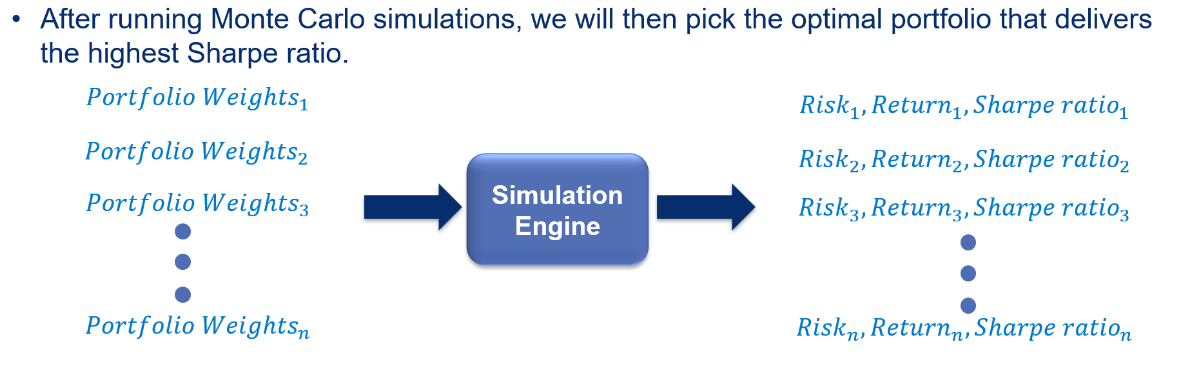 • After running Monte Carlo simulations, we will then pick the optimal portfolio that delivers
the highest Sharpe ratio.
Portfolio Weights₁
Portfolio Weights₂
Portfolio Weights₃
Portfolio Weightsₙ
Simulation
Engine
Risk₁, Return₁, Sharpe ratio₁
Risk₂, Return₂, Sharpe ratio₂
Risk₃, Return₃, Sharpe ratio₃
Riskₙ, Returnₙ, Sharpe ratioₙ